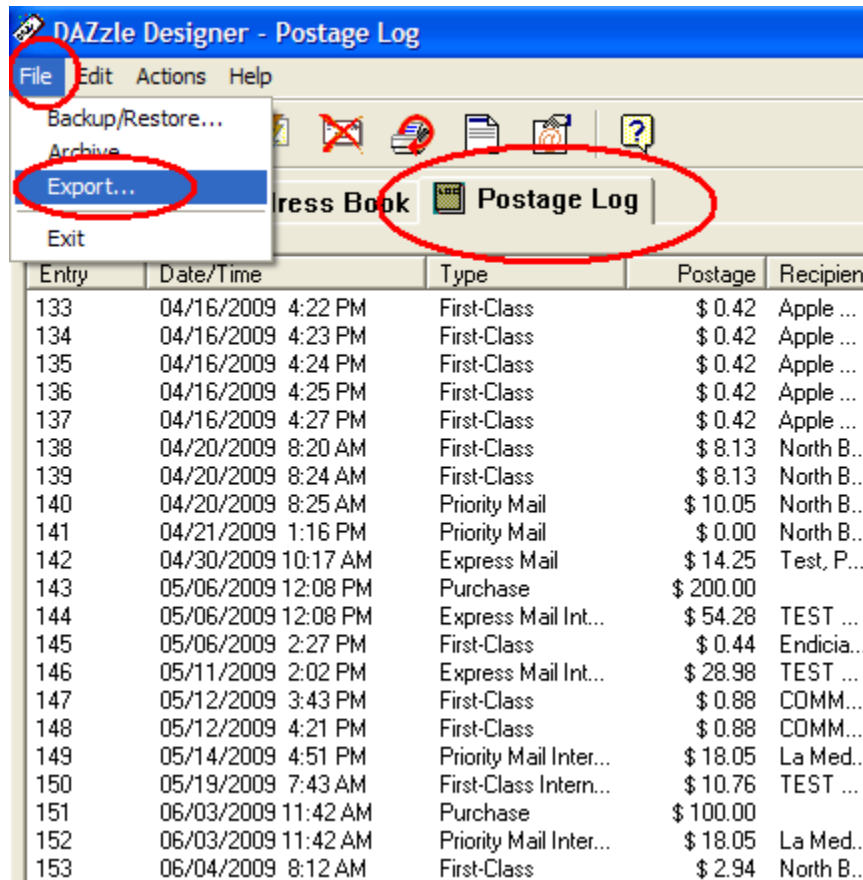 DAZzle Designer - Postage Log
File Edit Actions Help
Backup/Restore...
Archive
Export...
Exit
ress Book Postage Log
Entry Date/Time Type Postage Recipien
133 04/16/2009 4:22 PM First-Class $ 0.42 Apple ...
134 04/16/2009 4:23 PM First-Class $ 0.42 Apple ...
135 04/16/2009 4:24 PM First-Class $ 0.42 Apple ...
136 04/16/2009 4:25 PM First-Class $ 0.42 Apple ...
137 04/16/2009 4:27 PM First-Class $ 0.42 Apple ...
138 04/20/2009 8:20 AM First-Class $ 8.13 North B...
139 04/20/2009 8:24 AM First-Class $ 8.13 North B...
140 04/20/2009 8:25 AM Priority Mail $ 10.05 North B...
141 04/21/2009 1:16 PM Priority Mail $ 0.00 North B...
142 04/30/2009 10:17 AM Express Mail $ 14.25 Test, P...
143 05/06/2009 12:08 PM Purchase $ 200.00
144 05/06/2009 12:08 PM Express Mail Int... $ 54.28 TEST ...
145 05/06/2009 2:27 PM First-Class $ 0.44 Endicia...
146 05/11/2009 2:02 PM Express Mail Int... $ 28.98 TEST ...
147 05/12/2009 3:43 PM First-Class $ 0.88 COMM...
148 05/12/2009 4:21 PM First-Class $ 0.88 COMM...
149 05/14/2009 4:51 PM Priority Mail Inter... $ 18.05 La Med...
150 05/19/2009 7:43 AM First-Class Intern... $ 10.76 TEST ...
151 06/03/2009 11:42 AM Purchase $ 100.00
152 06/03/2009 11:42 AM Priority Mail Inter... $ 18.05 La Med...
153 06/04/2009 8:12 AM First-Class $ 2.94 North B...